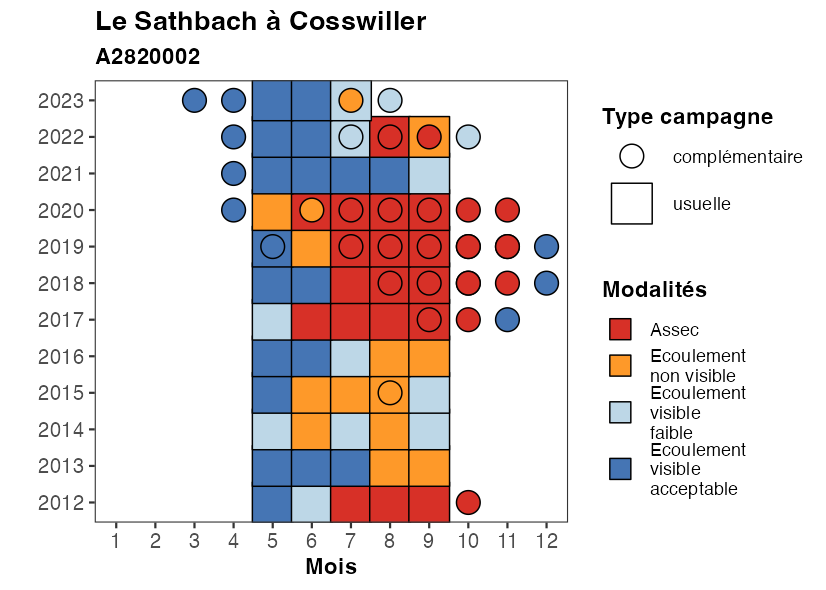 Le Sathbach à Cosswiller
A2820002
2023
2022
2021
2020
2019
2018
2017
2016
2015
2014
2013
2012
1 2 3 4 5 6 7 8 9 10 11 12
Mois
Type campagne
complémentaire
usuelle
Modalités
Assec
Ecoulement
non visible
Ecoulement
visible
faible
Ecoulement
visible
acceptable